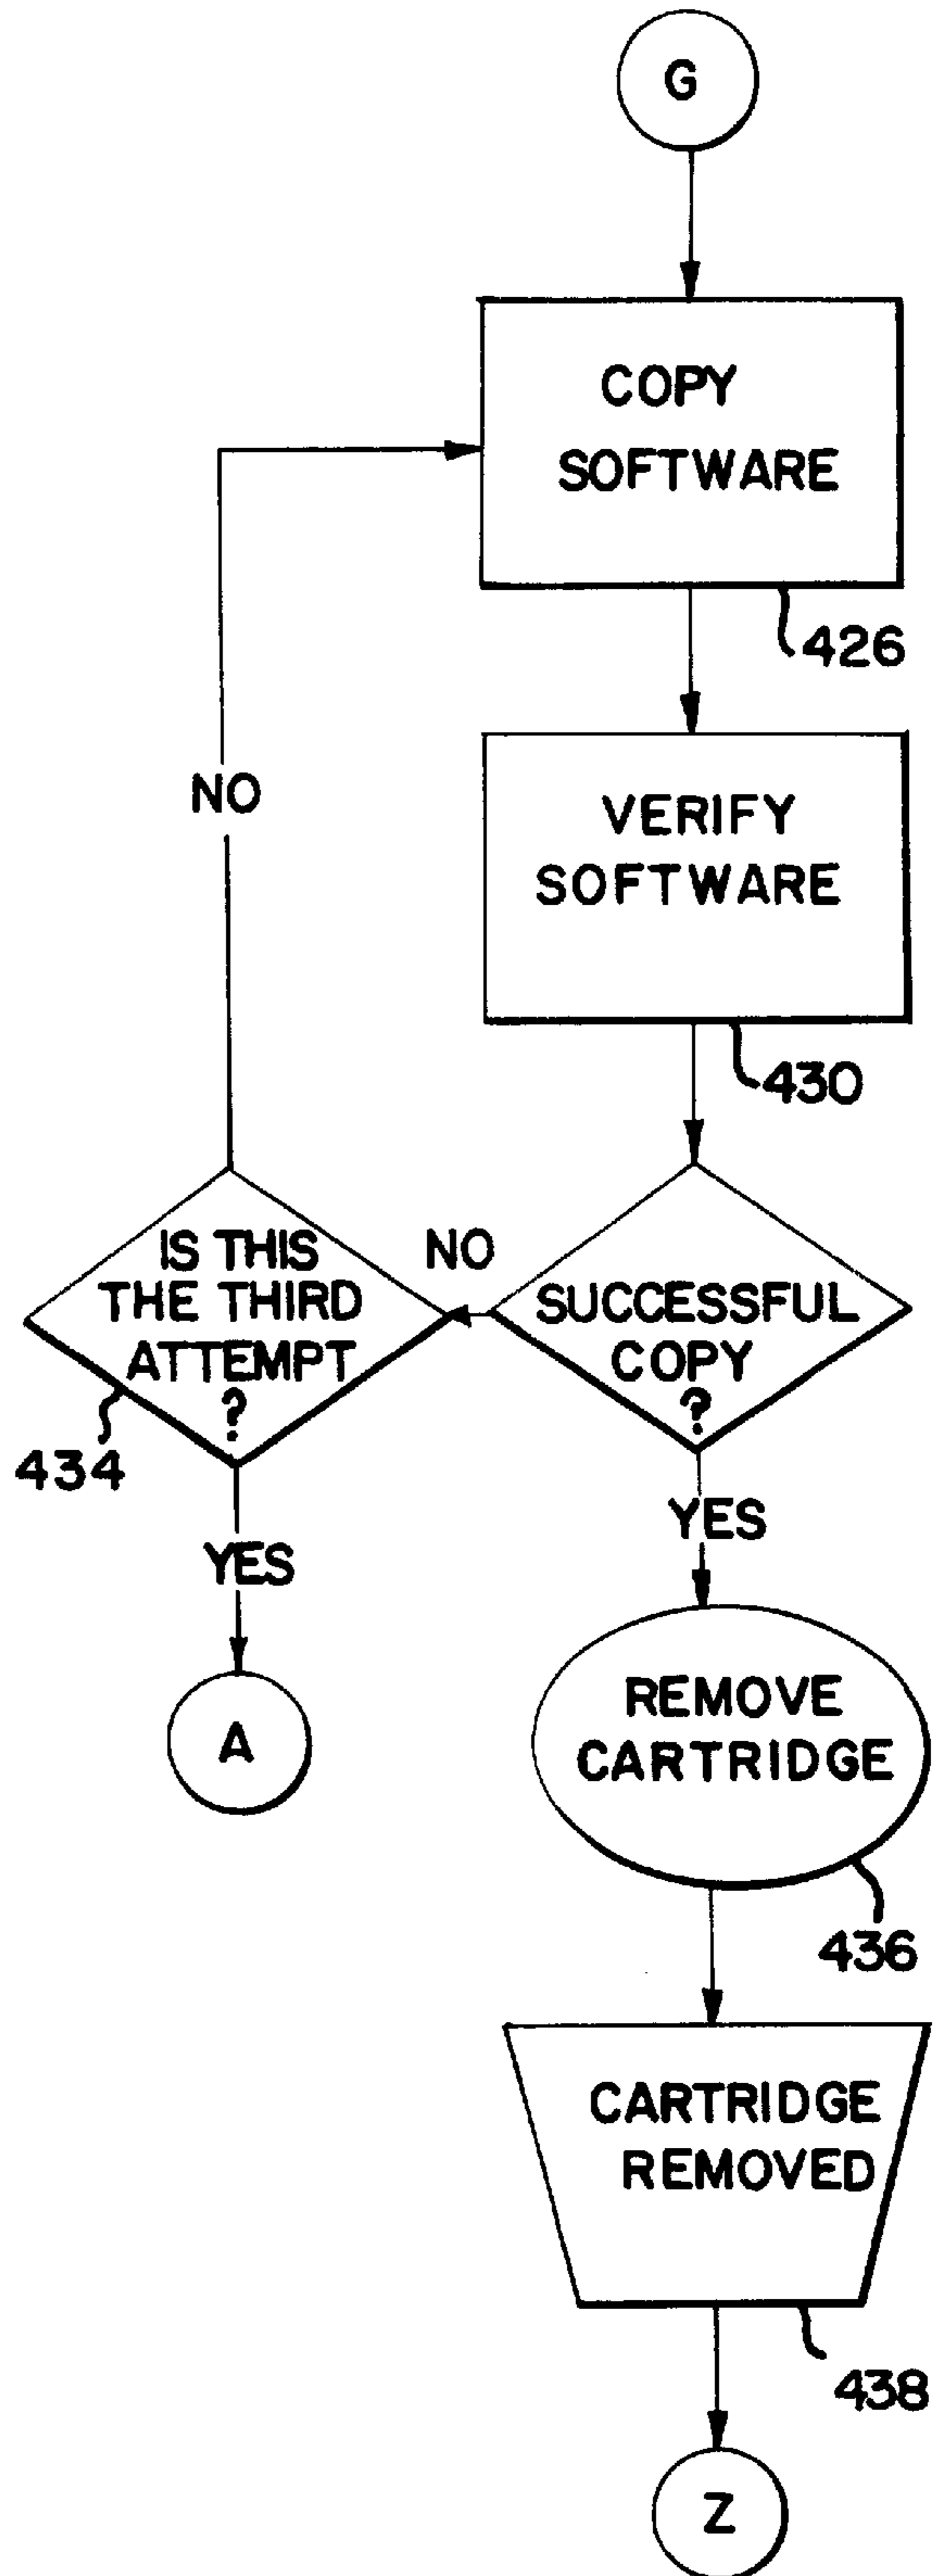 G
COPY
SOFTWARE
426
NO
VERIFY
SOFTWARE
430
IS THIS
THE THIRD
ATTEMPT
?
434
NO
SUCCESSFUL
COPY
?
YES
YES
A
REMOVE
CARTRIDGE
436
CARTRIDGE
REMOVED
438
Z